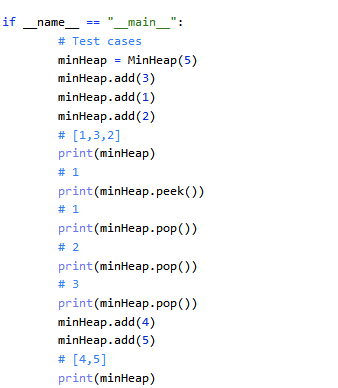 if __name__ == "__main__":
        # Test cases
        minHeap = MinHeap(5)
        minHeap.add(3)
        minHeap.add(1)
        minHeap.add(2)
        # [1,3,2]
        print(minHeap)
        # 1
        print(minHeap.peek())
        # 1
        print(minHeap.pop())
        # 2
        print(minHeap.pop())
        # 3
        print(minHeap.pop())
        minHeap.add(4)
        minHeap.add(5)
        # [4,5]
        print(minHeap)